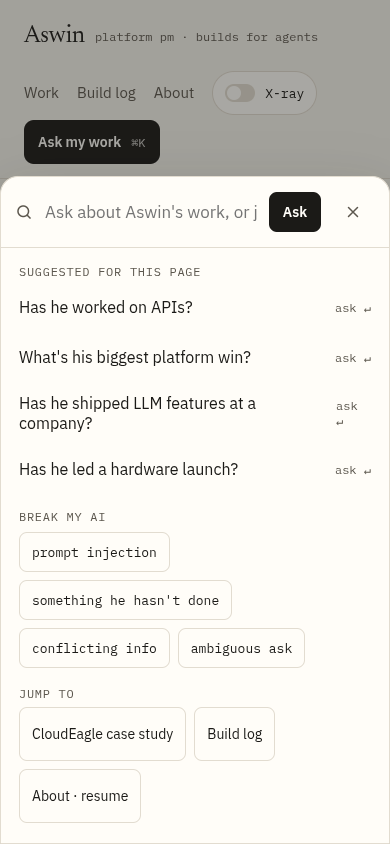 Aswin platform pm · builds for agents
Work Build log About X-ray
Ask my work ⌘K
Ask about Aswin's work, or j Ask
SUGGESTED FOR THIS PAGE
Has he worked on APIs? ask ↵
What's his biggest platform win? ask ↵
Has he shipped LLM features at a company? ask ↵
Has he led a hardware launch? ask ↵
BREAK MY AI
prompt injection
something he hasn't done
conflicting info ambiguous ask
JUMP TO
CloudEagle case study Build log
About · resume